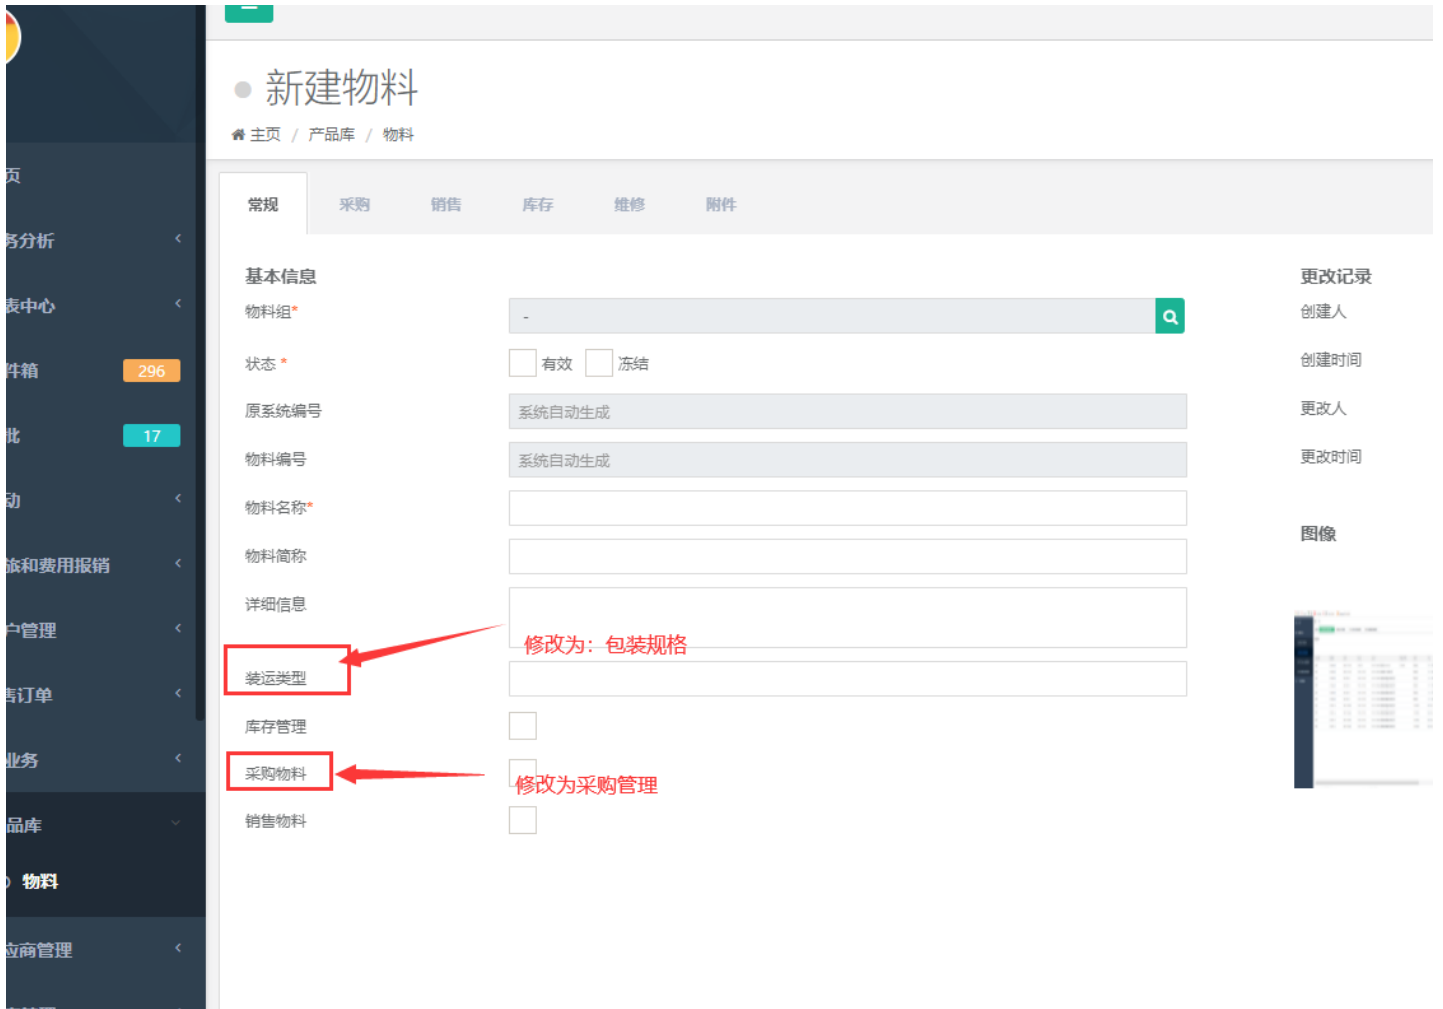 新建物料
主页 / 产品库 / 物料
页
务分析
表中心
件箱 296
批 17
动
旅和费用报销
户管理
售订单
业务
品库
物料
应商管理
常规 采购 销售 库存 维修 附件
基本信息
物料组* -
状态 * 有效 冻结
原系统编号 系统自动生成
物料编号 系统自动生成
物料名称*
物料简称
详细信息
修改为：包装规格
装运类型
库存管理
采购物料
修改为采购管理
销售物料
更改记录
创建人
创建时间
更改人
更改时间
图像